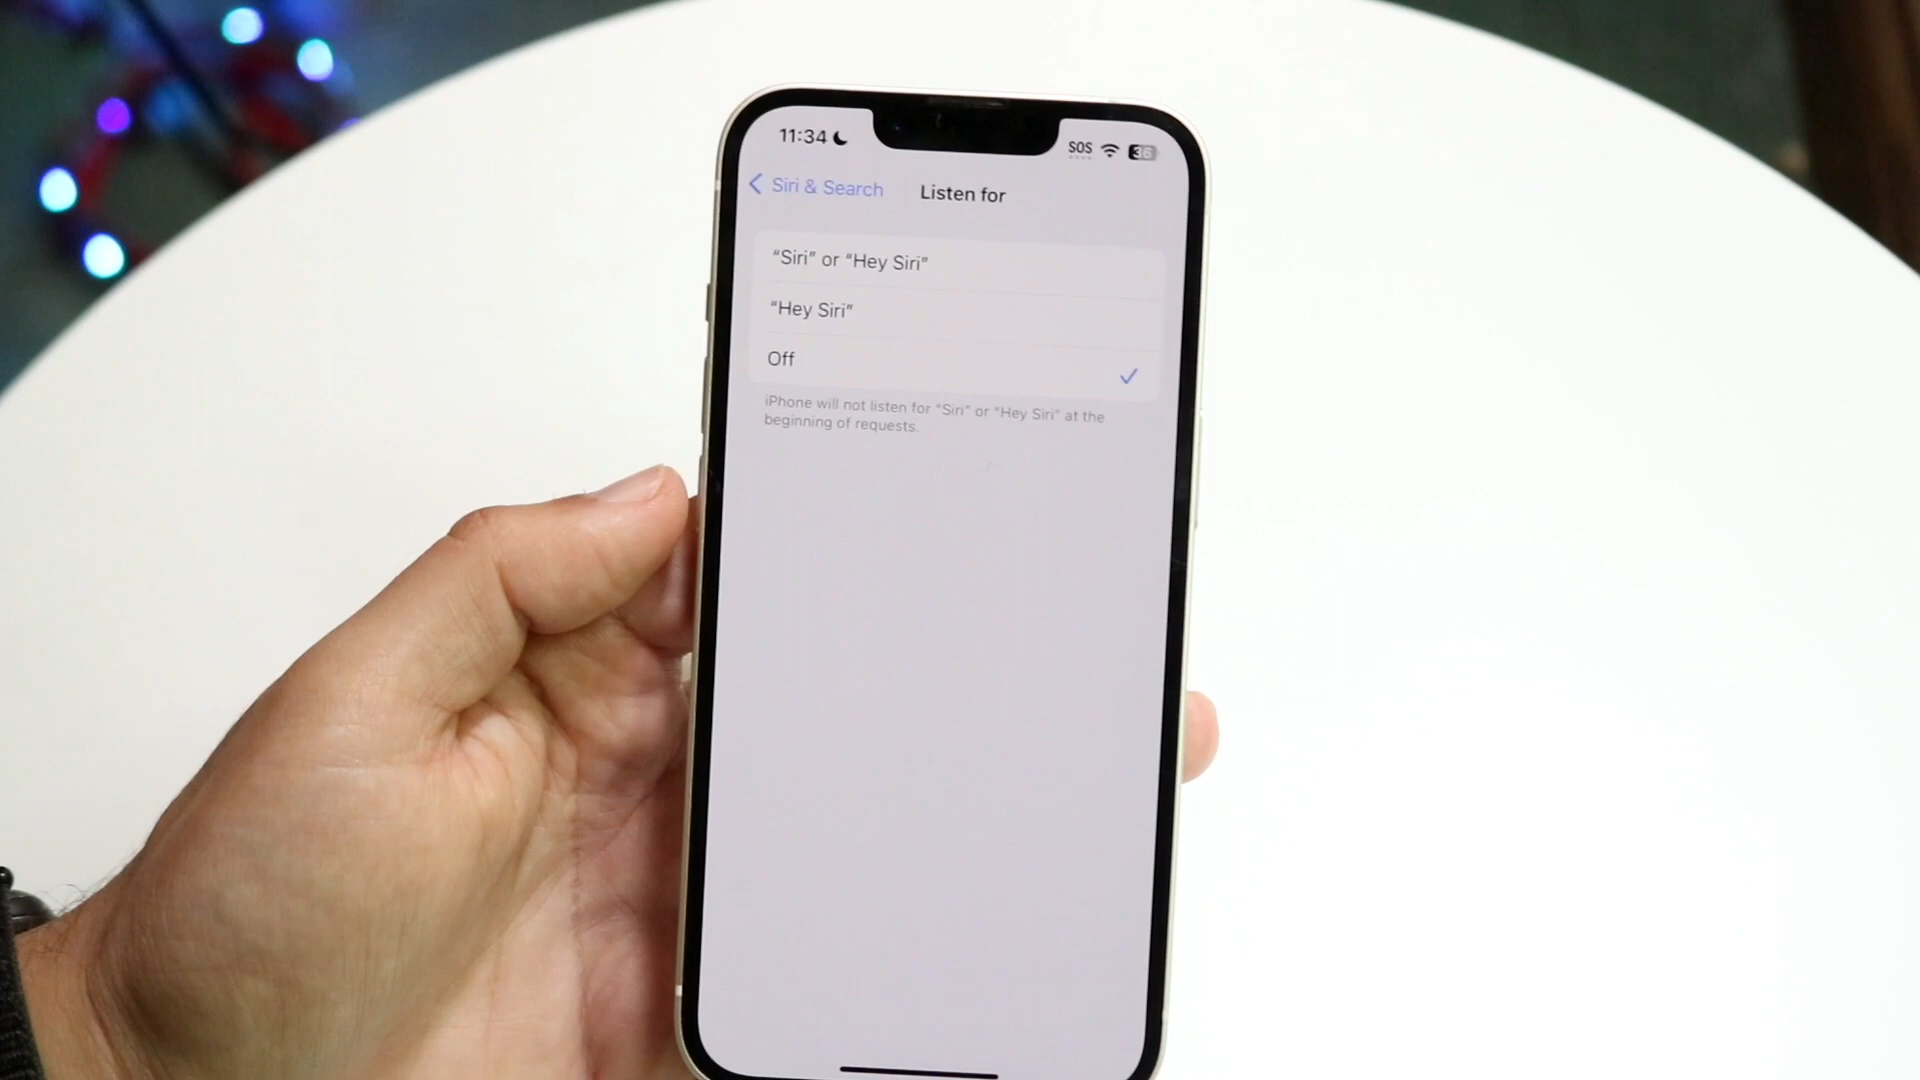 11:34
SOS
36
Siri & Search
Listen for
“Siri” or “Hey Siri”
“Hey Siri”
Off
iPhone will not listen for “Siri” or “Hey Siri” at the
beginning of requests.